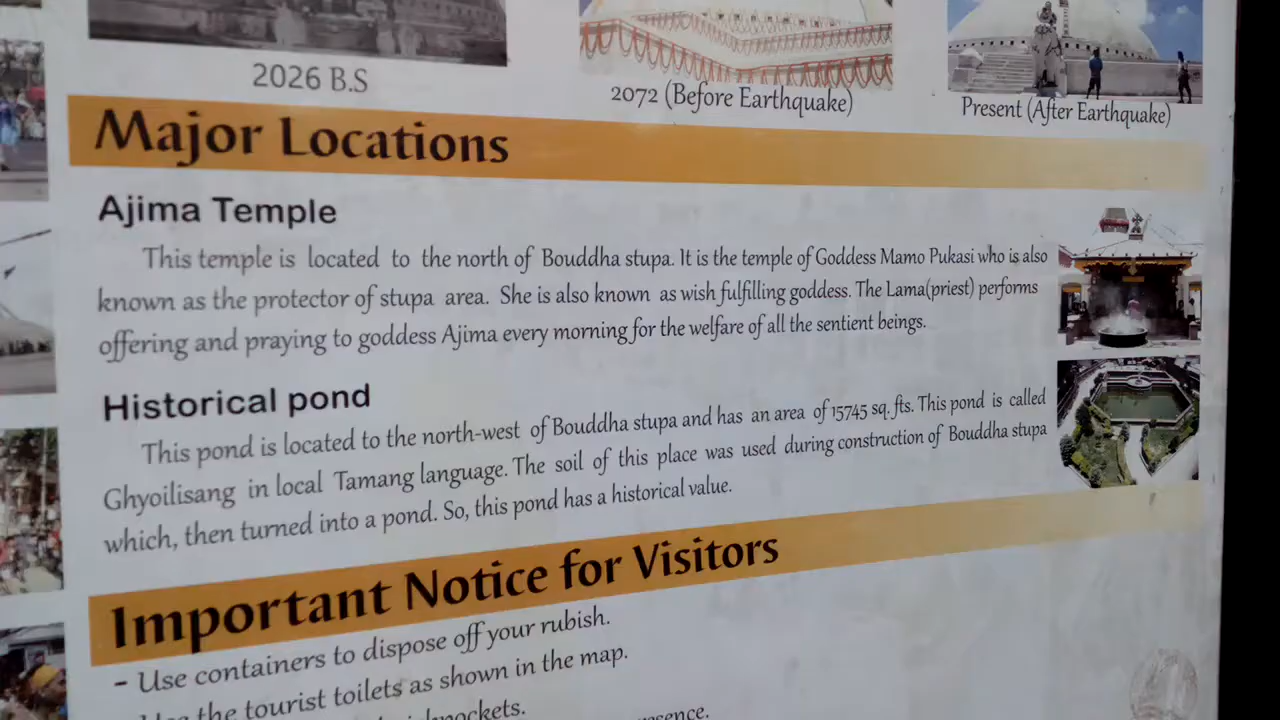 2026 B.S
2072 (Before Earthquake)
Present (After Earthquake)
Major Locations
Ajima Temple
This temple is located to the north of Bouddha stupa. It is the temple of Goddess Mamo Pukasi who is also
known as the protector of stupa area. She is also known as wish fulfilling goddess. The Lama(priest) performs
offering and praying to goddess Ajima every morning for the welfare of all the sentient beings.
Historical pond
This pond is located to the north-west of Bouddha stupa and has an area of 15745 sq. fts. This pond is called
Ghyoilisang in local Tamang language. The soil of this place was used during construction of Bouddha stupa
which, then turned into a pond. So, this pond has a historical value.
Important Notice for Visitors
- Use containers to dispose off your rubish.
the tourist toilets as shown in the map.